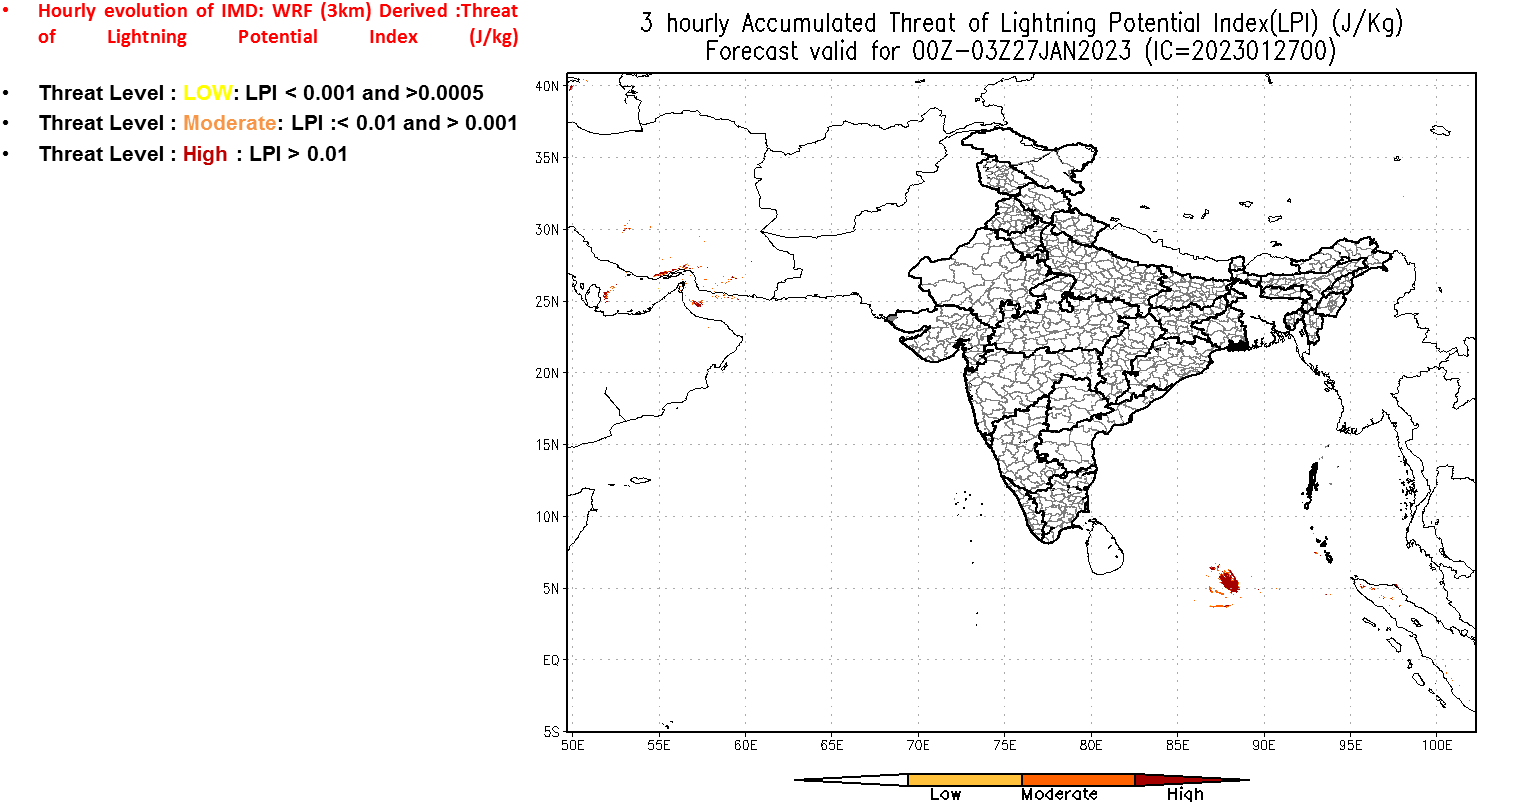 • Hourly evolution of IMD: WRF (3km) Derived :Threat
of Lightning Potential Index (J/kg)
• Threat Level : LOW: LPI < 0.001 and >0.0005
• Threat Level : Moderate: LPI :< 0.01 and > 0.001
• Threat Level : High : LPI > 0.01
3 hourly Accumulated Threat of Lightning Potential Index(LPI) (J/Kg)
Forecast valid for 00Z-03Z27JAN2023 (IC=2023012700)
40N
35N
30N
25N
20N
15N
10N
5N
EQ
5S
50E 55E 60E 65E 70E 75E 80E 85E 90E 95E 100E
Low Moderate High